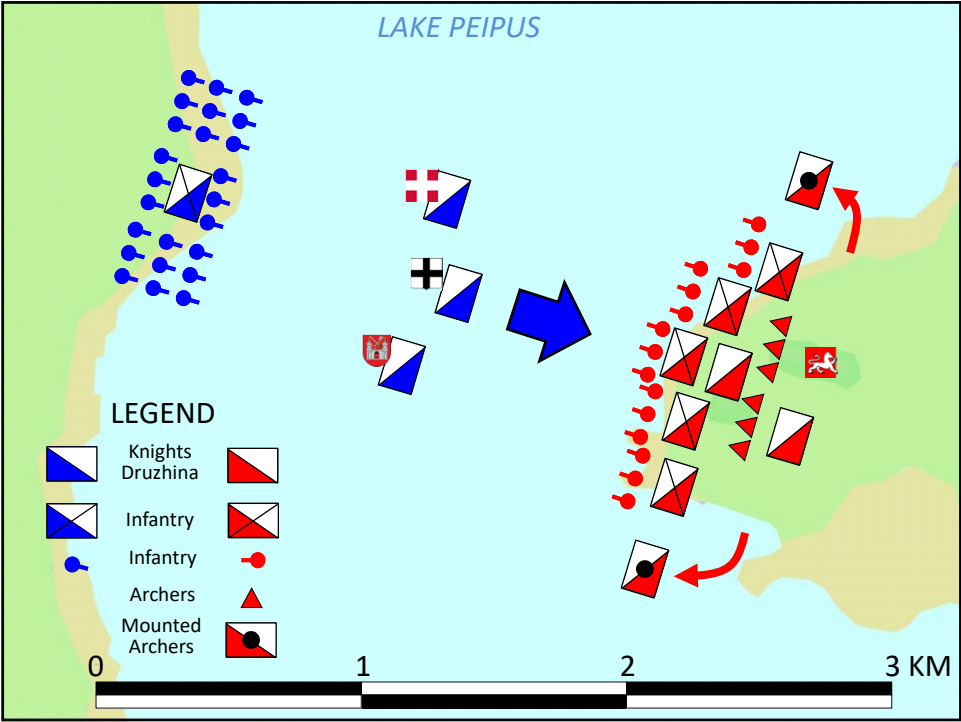 LAKE PEIPUS
LEGEND
Knights
Druzhina
Infantry
Infantry
Archers
Mounted
Archers
0 1 2 3 KM